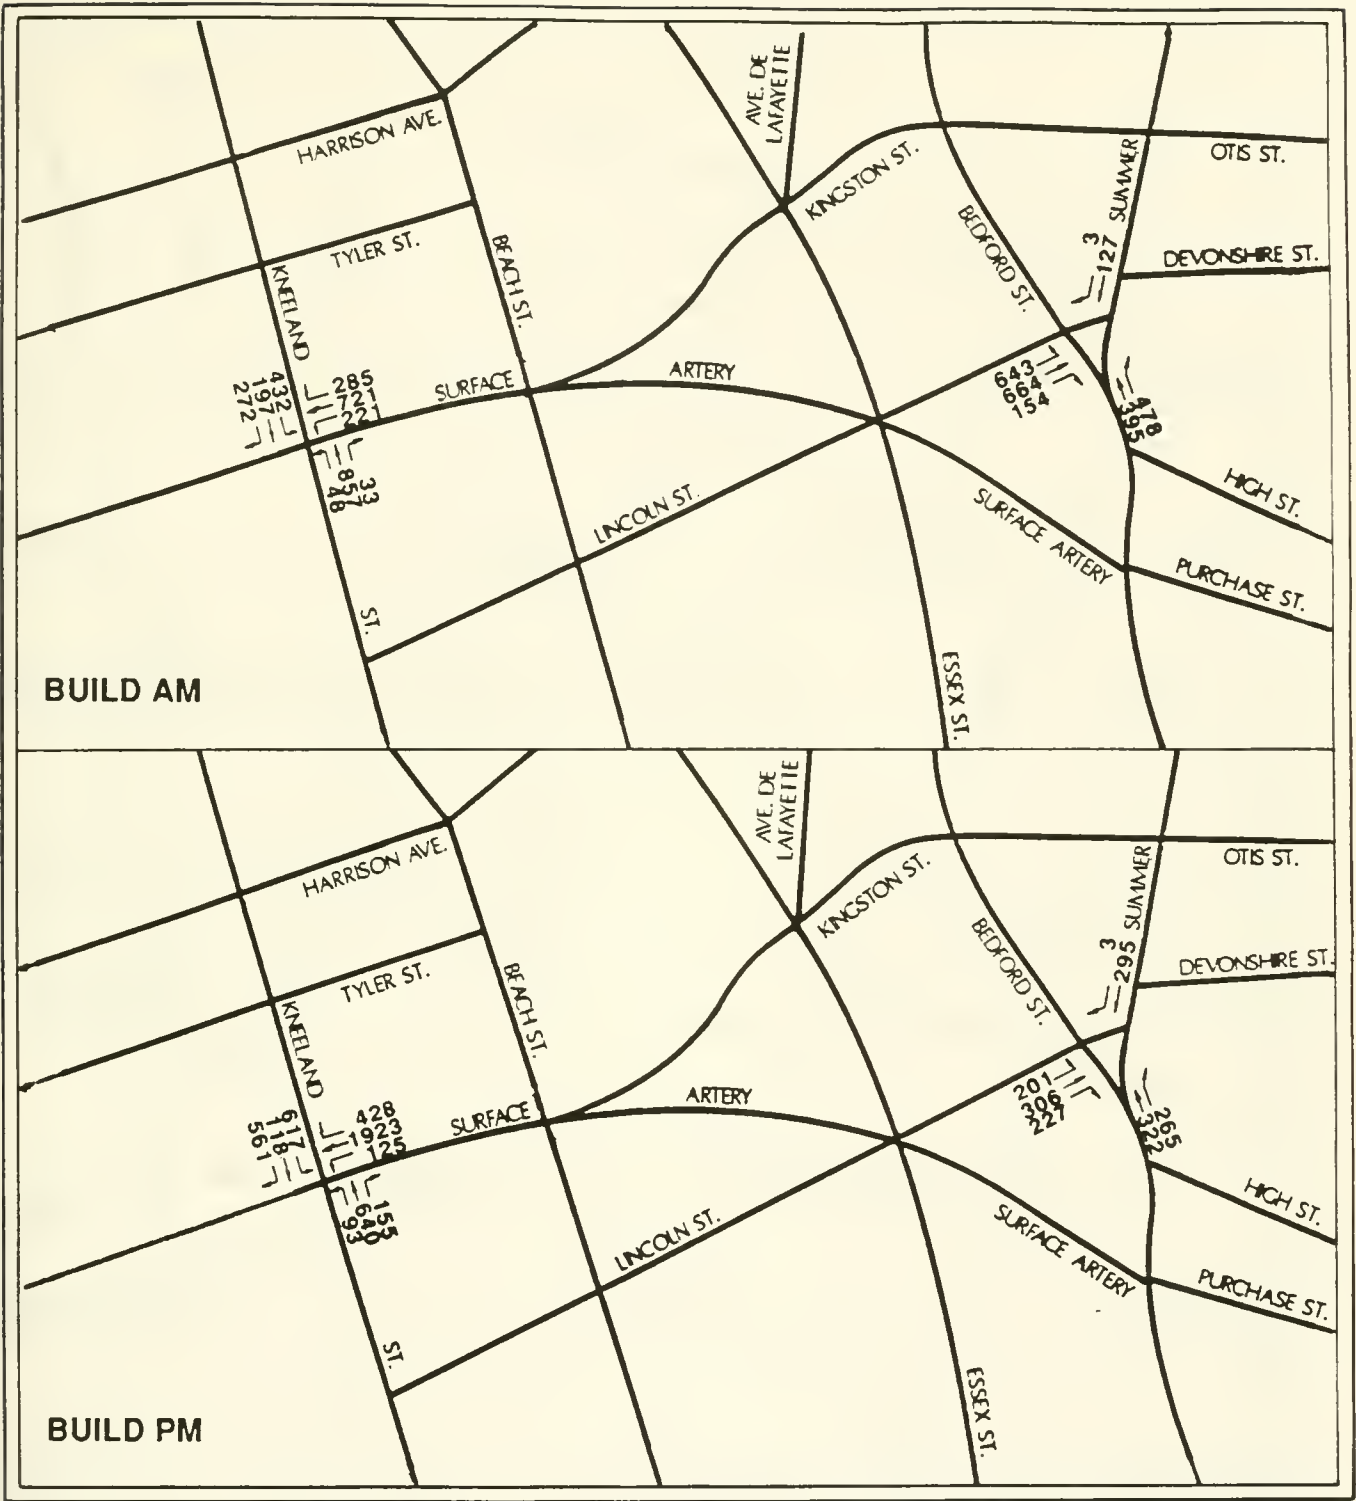 AVE. DE
LAFAYETTE
HARRISON AVE.
KINGSTON ST.
OTIS ST.
SUMMER
3
127
TYLER ST.
BEACH ST.
BEDFORD ST.
DEVONSHIRE ST.
KNEELAND
432
197
272
285
721
SURFACE
ARTERY
643
664
154
478
395
33
48
LINCOLN ST.
SURFACE ARTERY
HIGH ST.
PURCHASE ST.
ST.
ESSEX ST.
BUILD AM
AVE. DE
LAFAYETTE
HARRISON AVE.
KINGSTON ST.
OTIS ST.
SUMMER
3
295
TYLER ST.
BEACH ST.
BEDFORD ST.
DEVONSHIRE ST.
KNEELAND
617
118
561
428
1923
125
SURFACE
ARTERY
201
306
227
265
322
155
640
93
LINCOLN ST.
SURFACE ARTERY
HIGH ST.
PURCHASE ST.
ST.
ESSEX ST.
BUILD PM